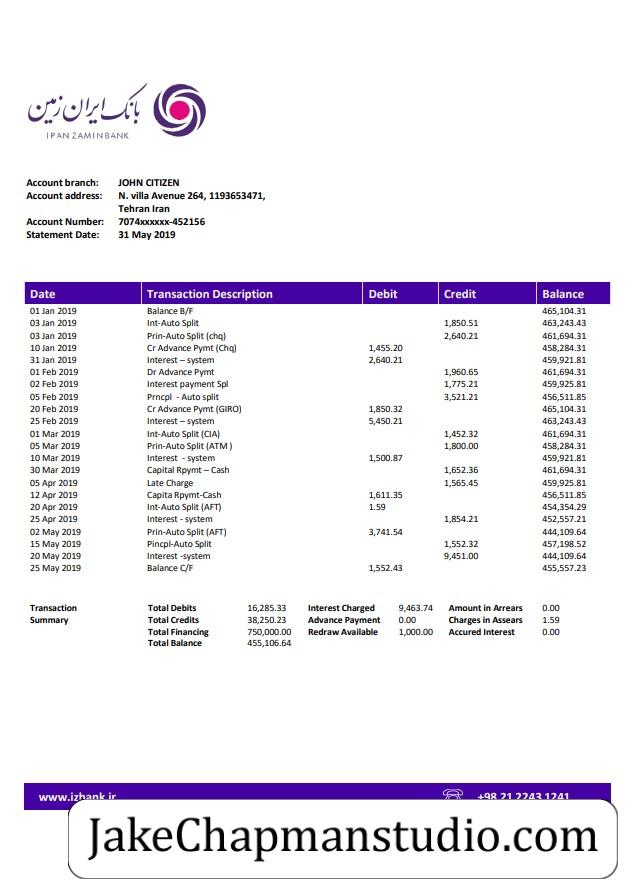 بانک ایران زمین
IPANZAMINBANK
Account branch: JOHN CITIZEN
Account address: N. villa Avenue 264, 1193653471,
Tehran Iran
Account Number: 7074xxxxxx-452156
Statement Date: 31 May 2019
Date Transaction Description Debit Credit Balance
01 Jan 2019 Balance B/F 465,104.31
03 Jan 2019 Int-Auto Split 1,850.51 463,243.43
03 Jan 2019 Prin-Auto Split (chq) 2,640.21 461,694.31
10 Jan 2019 Cr Advance Pymt (Chq) 1,455.20 458,284.31
31 Jan 2019 Interest – system 2,640.21 459,921.81
01 Feb 2019 Dr Advance Pymt 1,960.65 461,694.31
02 Feb 2019 Interest payment Spl 1,775.21 459,925.81
05 Feb 2019 Prncpl - Auto split 3,521.21 456,511.85
20 Feb 2019 Cr Advance Pymt (GIRO) 1,850.32 465,104.31
25 Feb 2019 Interest – system 5,450.21 463,243.43
01 Mar 2019 Int-Auto Split (CIA) 1,452.32 461,694.31
05 Mar 2019 Prin-Auto Split (ATM ) 1,800.00 458,284.31
10 Mar 2019 Interest - system 1,500.87 459,921.81
30 Mar 2019 Capital Rpymt – Cash 1,652.36 461,694.31
05 Apr 2019 Late Charge 1,565.45 459,925.81
12 Apr 2019 Capita Rpymt-Cash 1,611.35 456,511.85
20 Apr 2019 Int-Auto Split (AFT) 1.59 454,354.29
25 Apr 2019 Interest - system 1,854.21 452,557.21
02 May 2019 Prin-Auto Split (AFT) 3,741.54 444,109.64
15 May 2019 Pincpl-Auto Split 1,552.32 457,198.52
20 May 2019 Interest -system 9,451.00 444,109.64
25 May 2019 Balance C/F 1,552.43 455,557.23
Transaction Total Debits 16,285.33 Interest Charged 9,463.74 Amount in Arrears 0.00
Summary Total Credits 38,250.23 Advance Payment 0.00 Charges in Assears 1.59
Total Financing 750,000.00 Redraw Available 1,000.00 Accured Interest 0.00
Total Balance 455,106.64
www.izbank.ir +98 21 2243 1241
JakeChapmanstudio.com